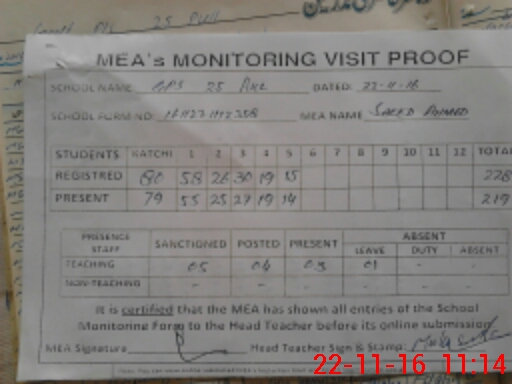 MEA's MONITORING VISIT PROOF
SCHOOL NAME GPS 25 DATED: 22-11-16
SCHOOL FORM NO: MEA NAME SAEED AHMED
STUDENTS KATCHI 1 2 3 4 5 6 7 8 9 10 11 12 TOTAL
REGISTRED 80 58 26 30 19 15 228
PRESENT 79 55 25 27 19 14 219
PRESENCE STAFF SANCTIONED POSTED PRESENT ABSENT
LEAVE DUTY ABSENT
TEACHING 05 04 03 01 - -
NON-TEACHING - - - - - -
It is certified that the MEA has shown all entries of the School
Monitoring Form to the Head Teacher before its online submission
MEA Signature Head Teacher Sign & Stamp:
22-11-16 11:14